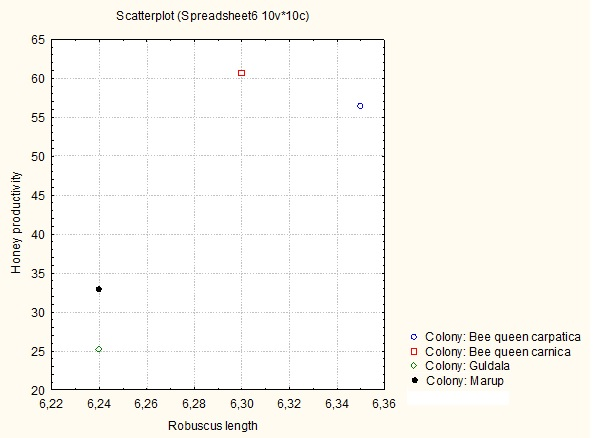 Scatterplot (Spreadsheet6 10v*10c)
65
60
55
50
45
40
35
30
25
20
Honey productivity
6,22 6,24 6,26 6,28 6,30 6,32 6,34 6,36
Robuscus length
Colony: Bee queen carpatica
Colony: Bee queen carnica
Colony: Guldala
Colony: Marup